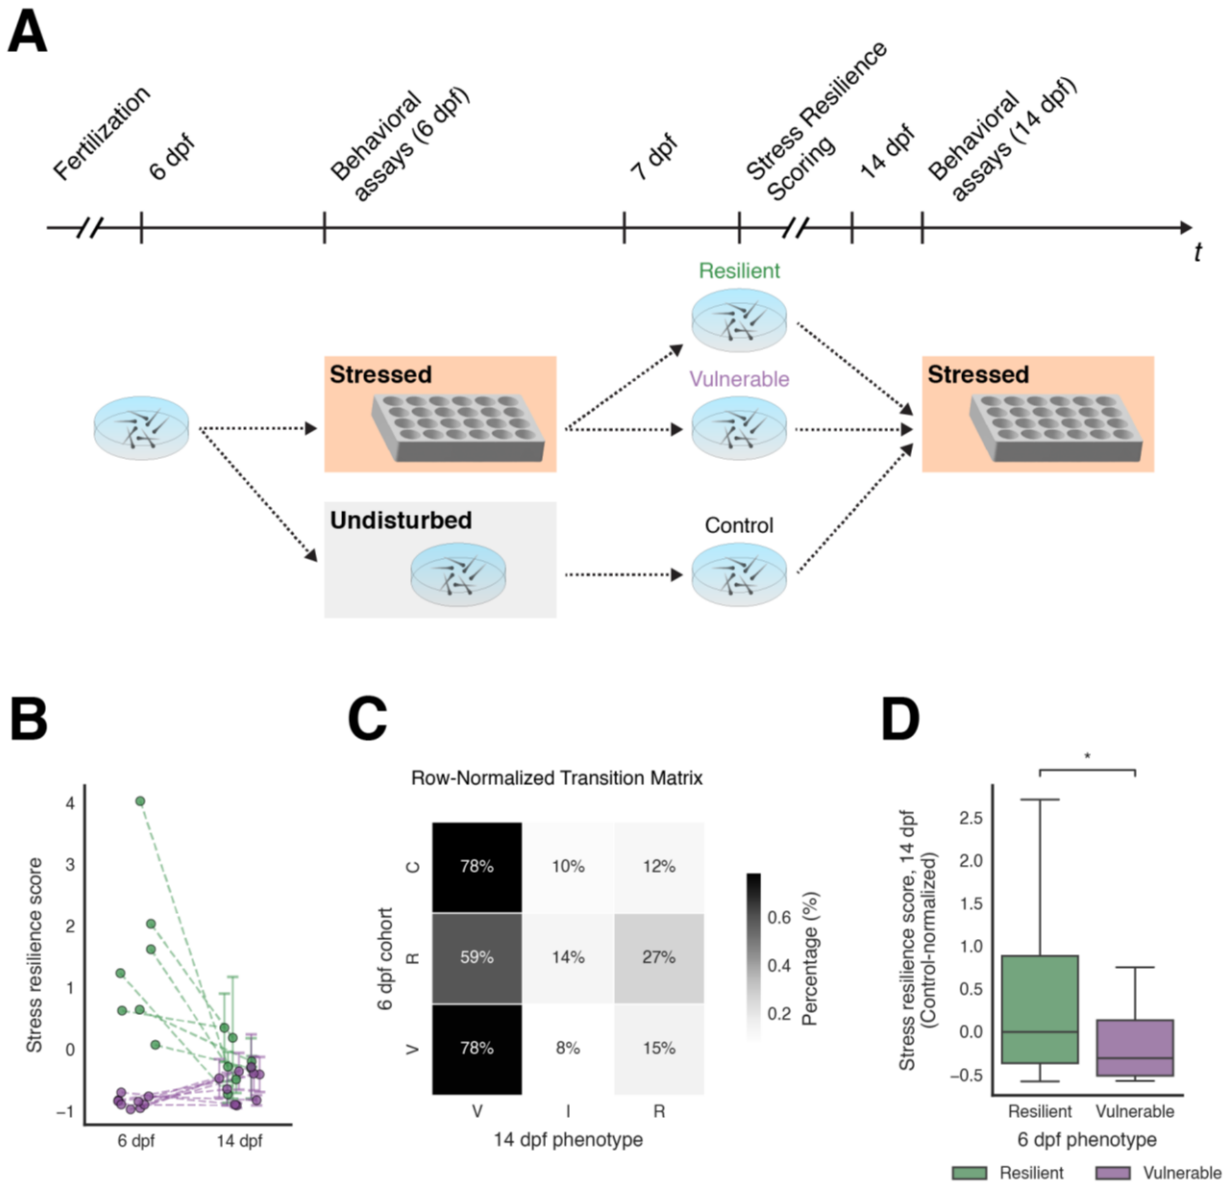 A
Fertilization
6 dpf
Behavioral
assays (6 dpf)
7 dpf
Stress Resilience
Scoring
14 dpf
Behavioral
assays (14 dpf)
t
Resilient
Stressed
Vulnerable
Stressed
Undisturbed
Control
B
Stress resilience score
4
3
2
1
0
−1
6 dpf
14 dpf
C
Row-Normalized Transition Matrix
6 dpf cohort
C
78%
10%
12%
R
59%
14%
27%
V
78%
8%
15%
V
I
R
14 dpf phenotype
0.6
0.4
0.2
Percentage (%)
D
Stress resilience score, 14 dpf
(Control-normalized)
*
2.5
2.0
1.5
1.0
0.5
0.0
−0.5
Resilient
Vulnerable
6 dpf phenotype
Resilient
Vulnerable